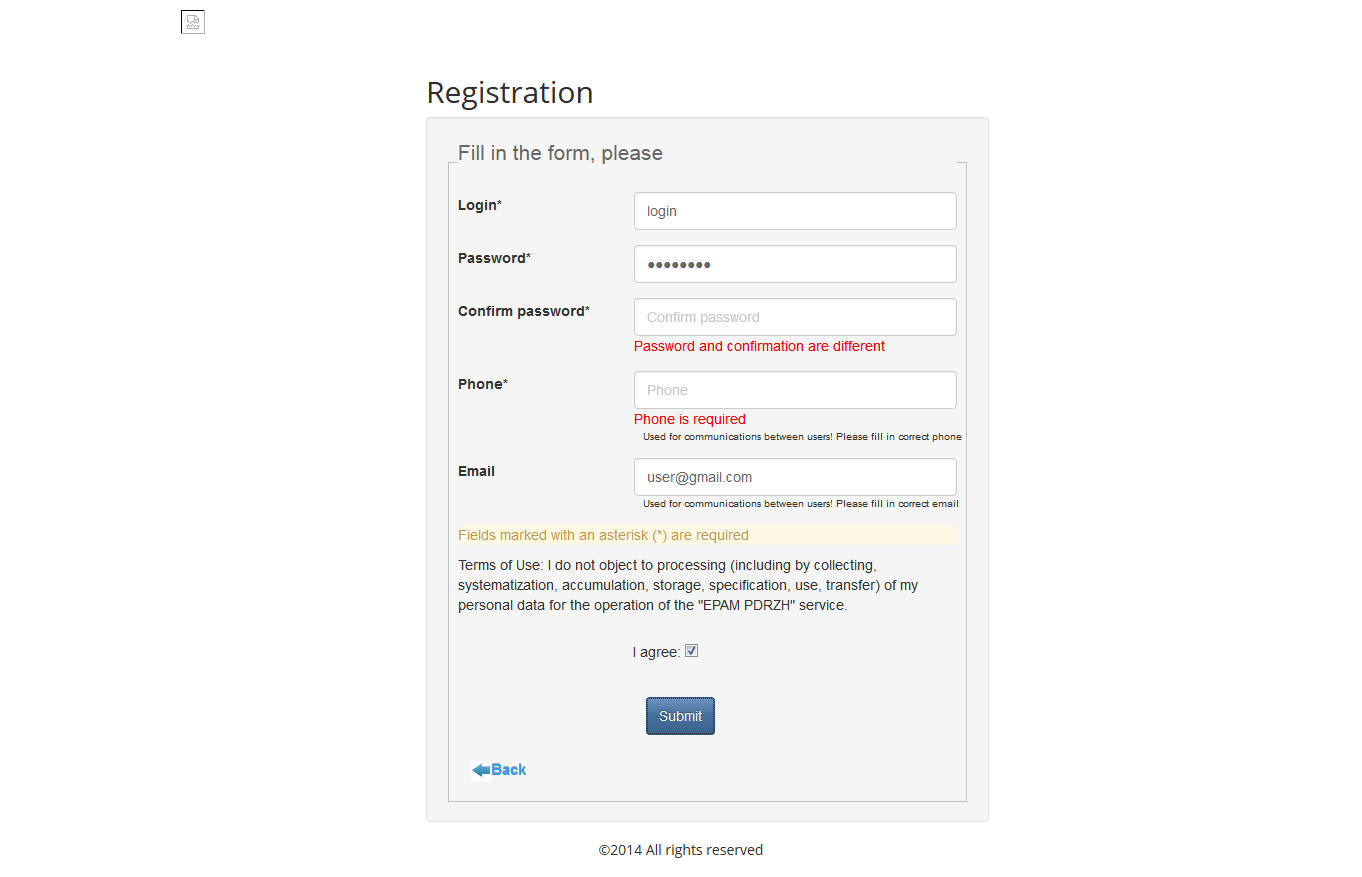 Registration
Fill in the form, please
Login*
login
Password*
••••••••
Confirm password*
Confirm password
Password and confirmation are different
Phone*
Phone
Phone is required
Used for communications between users! Please fill in correct phone
Email
user@gmail.com
Used for communications between users! Please fill in correct email
Fields marked with an asterisk (*) are required
Terms of Use: I do not object to processing (including by collecting,
systematization, accumulation, storage, specification, use, transfer) of my
personal data for the operation of the "EPAM PDRZH" service.
I agree:
Submit
Back
©2014 All rights reserved